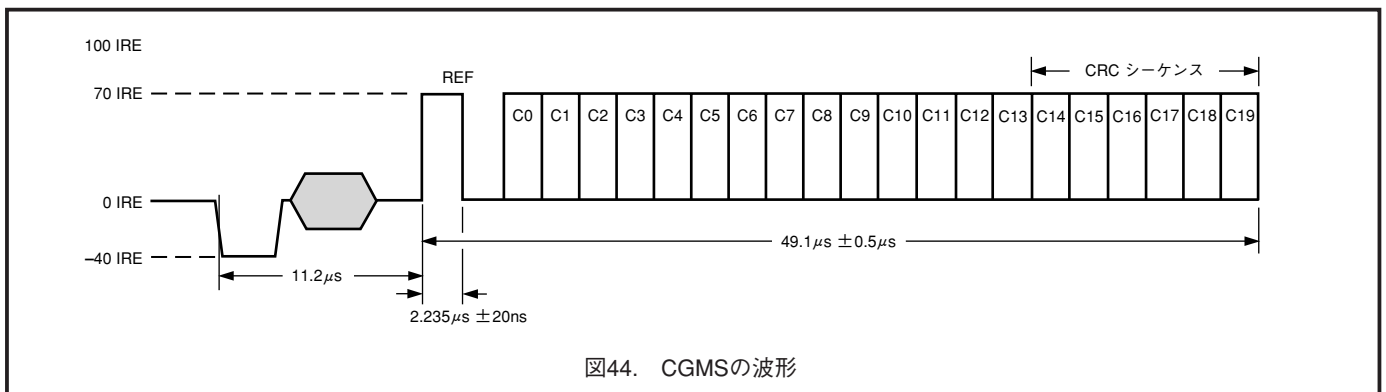 100 IRE
70 IRE
REF
CRC シーケンス
C0 C1 C2 C3 C4 C5 C6 C7 C8 C9 C10 C11 C12 C13 C14 C15 C16 C17 C18 C19
0 IRE
49.1μs ±0.5μs
–40 IRE
11.2μs
2.235μs ±20ns
図44. CGMSの波形